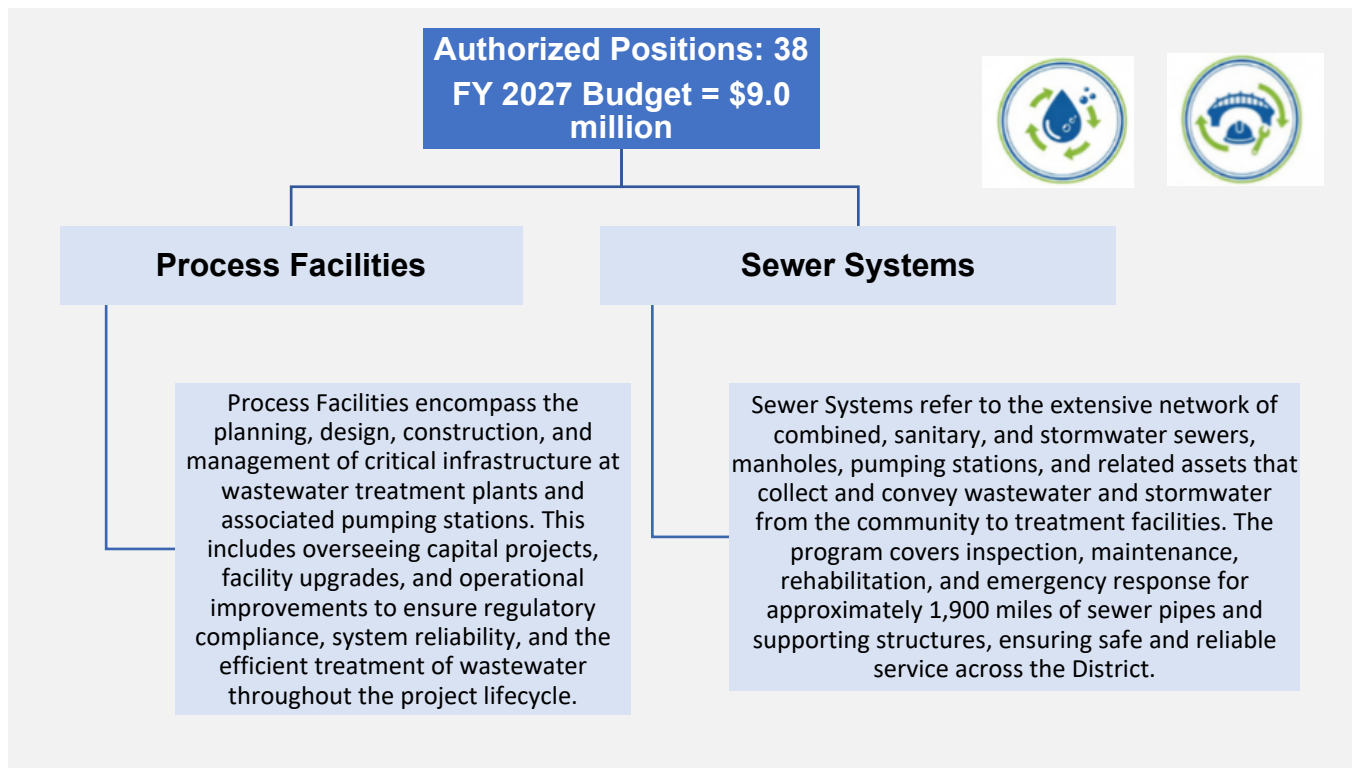 Authorized Positions: 38
FY 2027 Budget = $9.0
million
Process Facilities
Sewer Systems
Process Facilities encompass the
planning, design, construction, and
management of critical infrastructure at
wastewater treatment plants and
associated pumping stations. This
includes overseeing capital projects,
facility upgrades, and operational
improvements to ensure regulatory
compliance, system reliability, and the
efficient treatment of wastewater
throughout the project lifecycle.
Sewer Systems refer to the extensive network of
combined, sanitary, and stormwater sewers,
manholes, pumping stations, and related assets that
collect and convey wastewater and stormwater
from the community to treatment facilities. The
program covers inspection, maintenance,
rehabilitation, and emergency response for
approximately 1,900 miles of sewer pipes and
supporting structures, ensuring safe and reliable
service across the District.